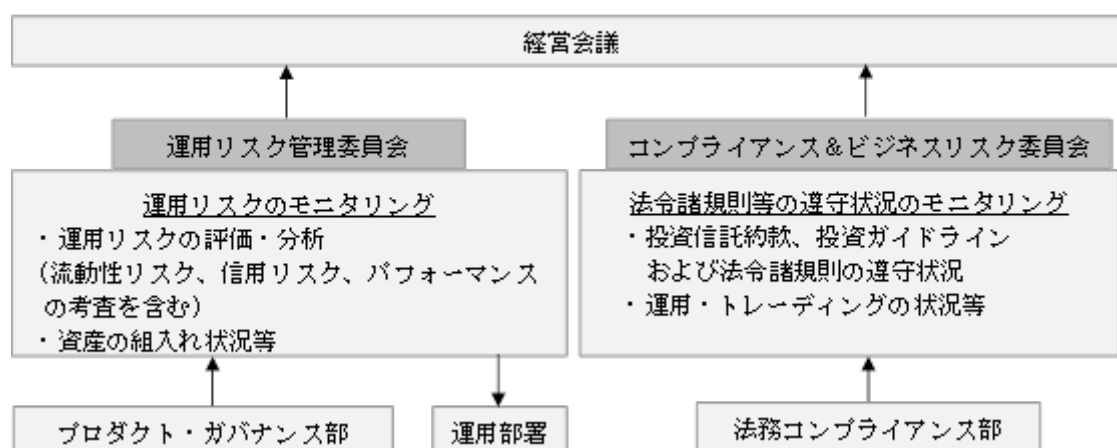 経営会議
運用リスク管理委員会
運用リスクのモニタリング
・運用リスクの評価・分析
（流動性リスク、信用リスク、パフォーマンス
の考査を含む）
・資産の組入れ状況等
コンプライアンス＆ビジネスリスク委員会
法令諸規則等の遵守状況のモニタリング
・投資信託約款、投資ガイドライン
および法令諸規則の遵守状況
・運用・トレーディングの状況等
プロダクト・ガバナンス部
運用部署
法務コンプライアンス部